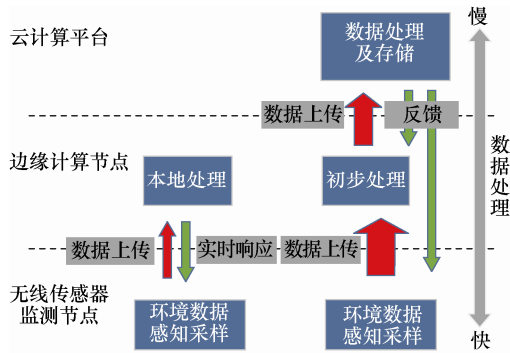 慢
云计算平台
数据处理
及存储
数据上传
反馈
边缘计算节点
本地处理
初步处理
数据处理
数据上传
实时响应
数据上传
无线传感器
监测节点
环境数据
感知采样
环境数据
感知采样
快